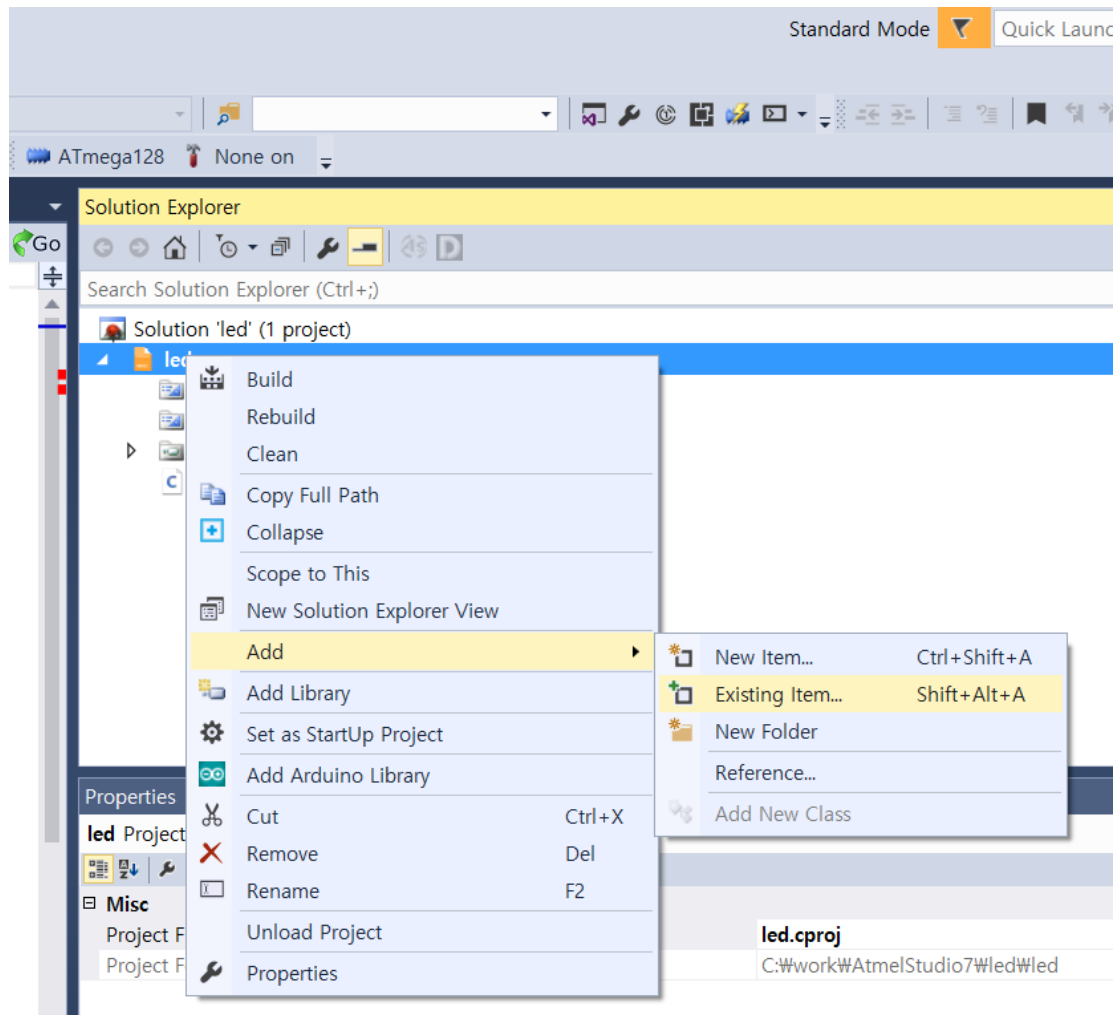 Standard Mode
Quick Launc
ATmega128
None on
Solution Explorer
Go
Search Solution Explorer (Ctrl+;)
Solution 'led' (1 project)
led
Build
Rebuild
Clean
Copy Full Path
Collapse
Scope to This
New Solution Explorer View
Add
Add Library
Set as StartUp Project
Add Arduino Library
Cut Ctrl+X
Remove Del
Rename F2
Unload Project
Properties
New Item... Ctrl+Shift+A
Existing Item... Shift+Alt+A
New Folder
Reference...
Add New Class
Properties
led Project
Misc
Project F
led.cproj
Project F
C:₩work₩AtmelStudio7₩led₩led